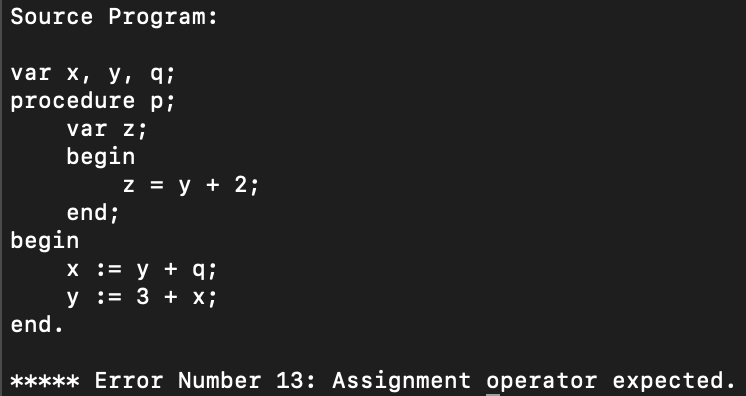 Source Program:
var x, y, q;
procedure p;
var z;
begin
z = y + 2;
end;
begin
x := y + q;
y := 3 + x;
end.
***** Error Number 13: Assignment operator expected.